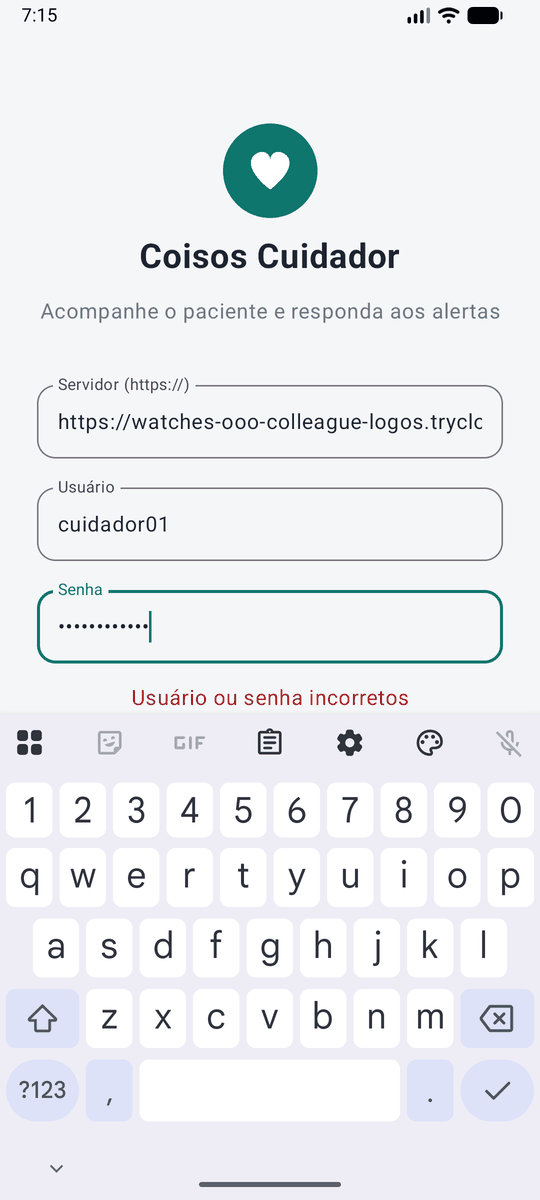 7:15
Coisos Cuidador
Acompanhe o paciente e responda aos alertas
Servidor (https://)
https://watches-ooo-colleague-logos.tryclo
Usuário
cuidador01
Senha
••••••••••••
Usuário ou senha incorretos
GIF
1 2 3 4 5 6 7 8 9 0
q w e r t y u i o p
a s d f g h j k l
z x c v b n m
?123 , .